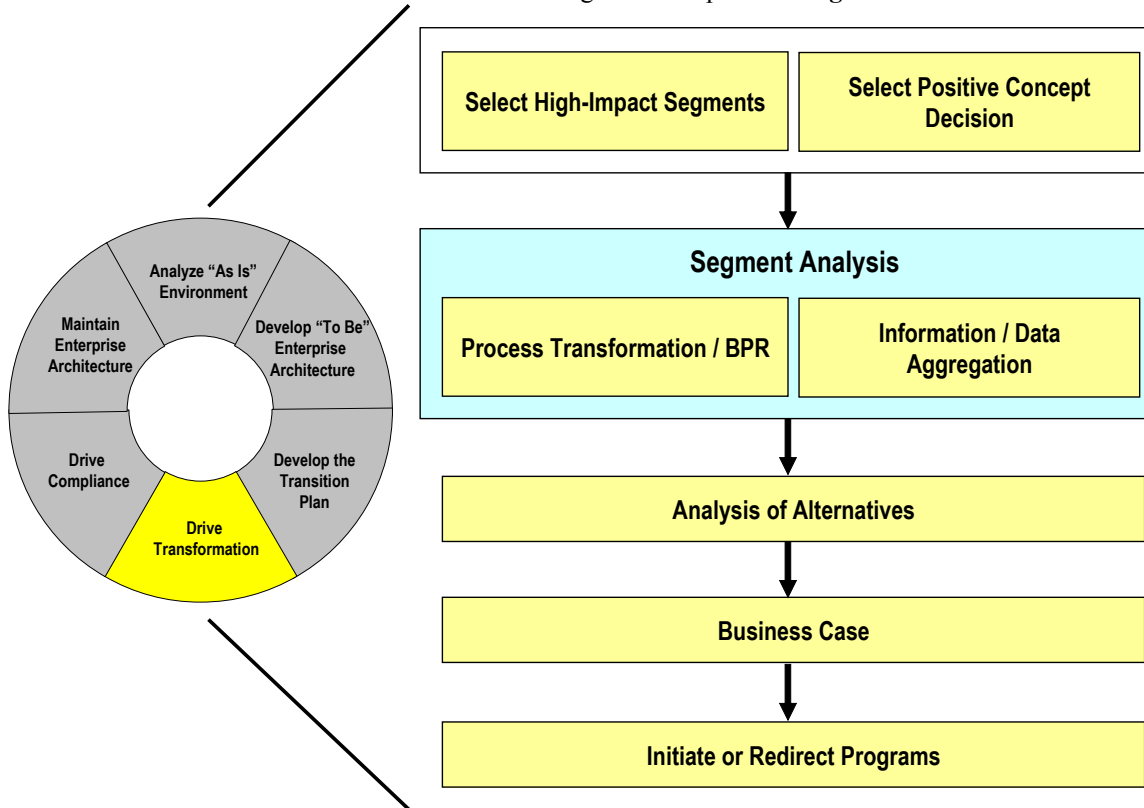 Select High-Impact Segments
Select Positive Concept
Decision
Segment Analysis
Process Transformation / BPR
Information / Data
Aggregation
Analysis of Alternatives
Business Case
Initiate or Redirect Programs
Analyze “As Is”
Environment
Develop “To Be”
Enterprise
Architecture
Develop the
Transition
Plan
Drive
Transformation
Drive
Compliance
Maintain
Enterprise
Architecture